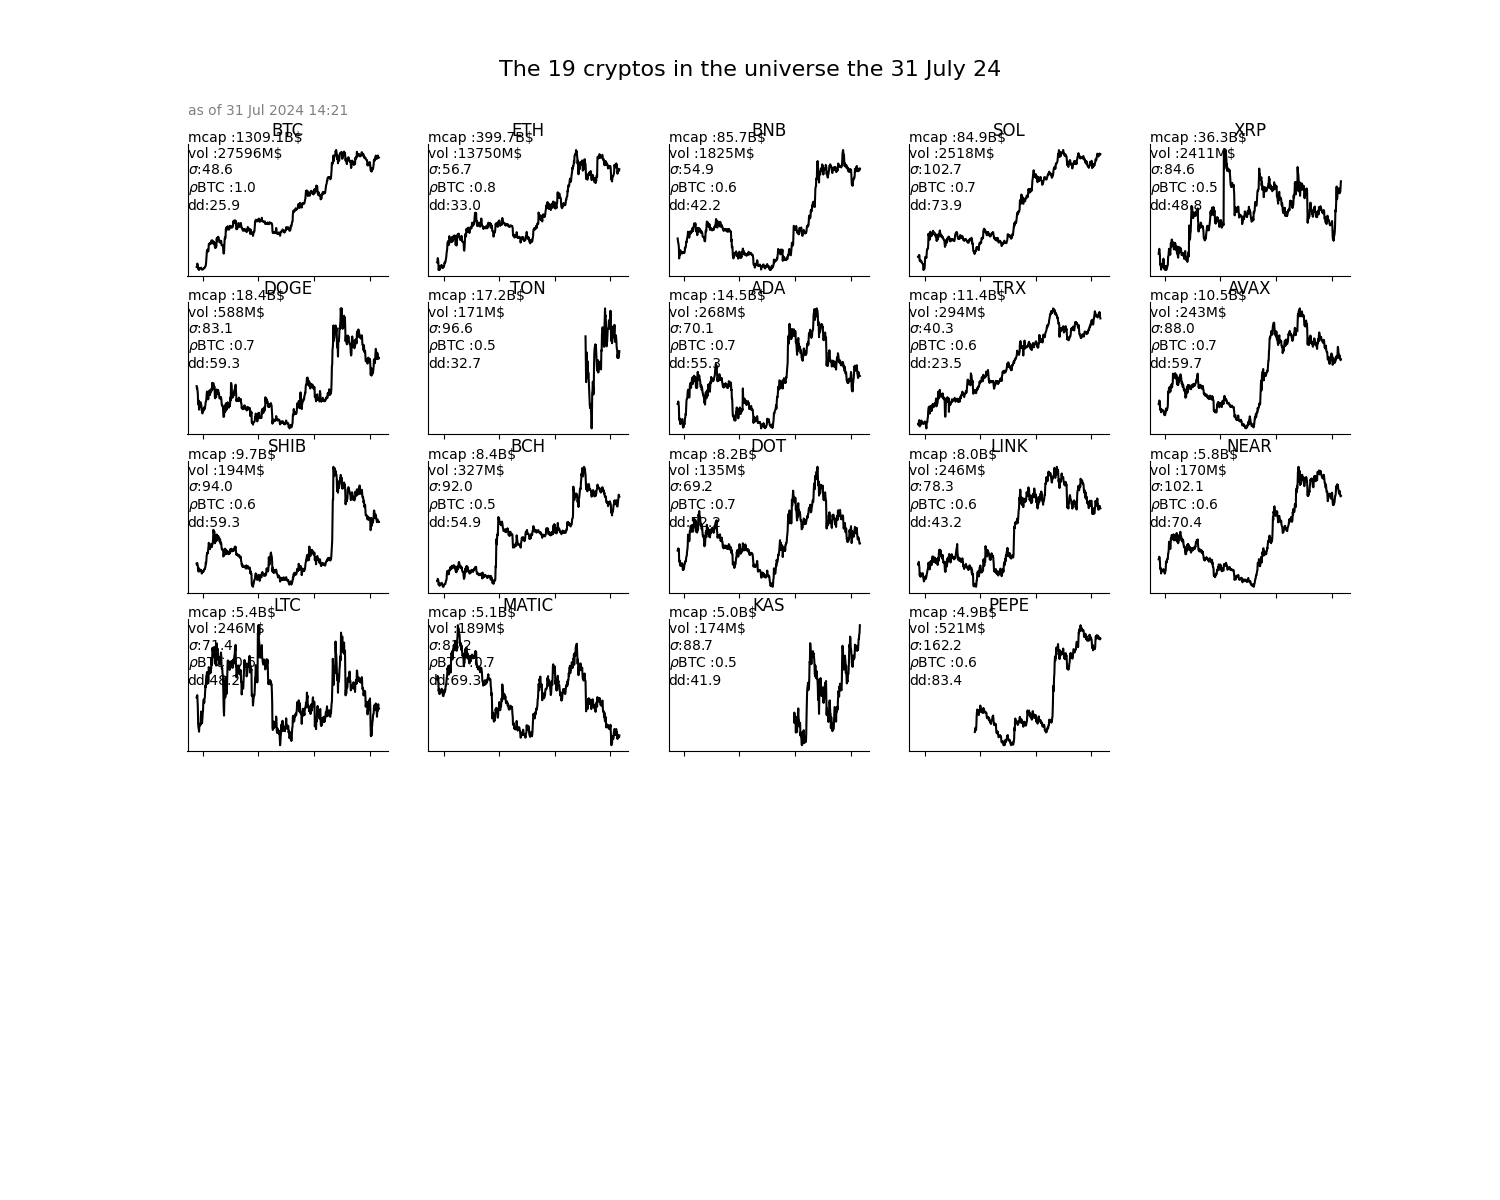 The 19 cryptos in the universe the 31 July 24
as of 31 Jul 2024 14:21
BTC
mcap :1309.1B$
vol :27596M$
σ:48.6
ρBTC :1.0
dd:25.9
ETH
mcap :399.7B$
vol :13750M$
σ:56.7
ρBTC :0.8
dd:33.0
BNB
mcap :85.7B$
vol :1825M$
σ:54.9
ρBTC :0.6
dd:42.2
SOL
mcap :84.9B$
vol :2518M$
σ:102.7
ρBTC :0.7
dd:73.9
XRP
mcap :36.3B$
vol :2411M$
σ:84.6
ρBTC :0.5
dd:48.8
DOGE
mcap :18.4B$
vol :588M$
σ:83.1
ρBTC :0.7
dd:59.3
TON
mcap :17.2B$
vol :171M$
σ:96.6
ρBTC :0.5
dd:32.7
ADA
mcap :14.5B$
vol :268M$
σ:70.1
ρBTC :0.7
dd:55.3
TRX
mcap :11.4B$
vol :294M$
σ:40.3
ρBTC :0.6
dd:23.5
AVAX
mcap :10.5B$
vol :243M$
σ:88.0
ρBTC :0.7
dd:59.7
SHIB
mcap :9.7B$
vol :194M$
σ:94.0
ρBTC :0.6
dd:59.3
BCH
mcap :8.4B$
vol :327M$
σ:92.0
ρBTC :0.5
dd:54.9
DOT
mcap :8.2B$
vol :135M$
σ:69.2
ρBTC :0.7
LINK
mcap :8.0B$
vol :246M$
σ:78.3
ρBTC :0.6
dd:43.2
NEAR
mcap :5.8B$
vol :170M$
σ:102.1
ρBTC :0.6
dd:70.4
LTC
mcap :5.4B$
vol :246M$
σ:71.4
dd:48.2
MATIC
mcap :5.1B$
vol :189M$
ρBTC :0.7
dd:69.3
KAS
mcap :5.0B$
vol :174M$
σ:88.7
ρBTC :0.5
dd:41.9
PEPE
mcap :4.9B$
vol :521M$
σ:162.2
ρBTC :0.6
dd:83.4